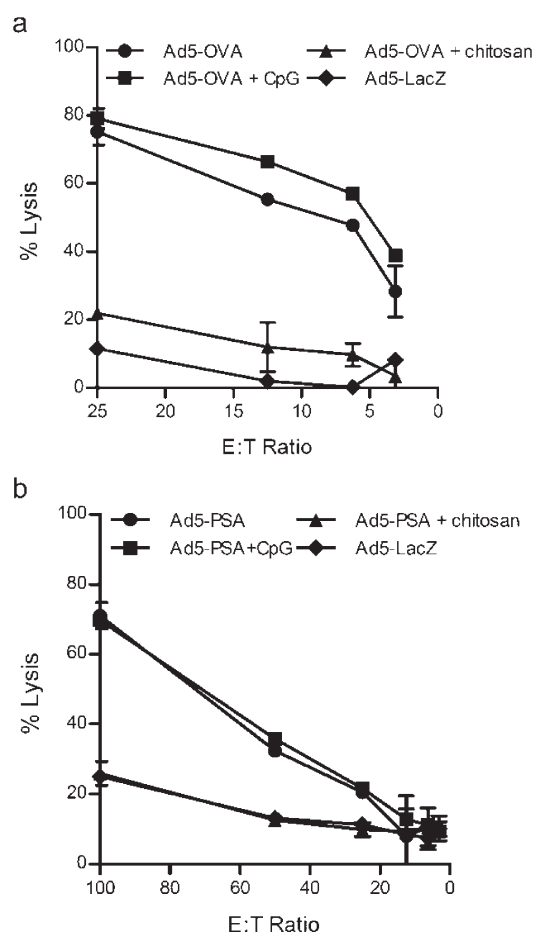 a
Ad5-OVA
Ad5-OVA + chitosan
Ad5-OVA + CpG
Ad5-LacZ
100
80
60
40
20
0
% Lysis
25
20
15
10
5
0
E:T Ratio
b
Ad5-PSA
Ad5-PSA + chitosan
Ad5-PSA+CpG
Ad5-LacZ
100
80
60
40
20
0
% Lysis
100
80
60
40
20
0
E:T Ratio